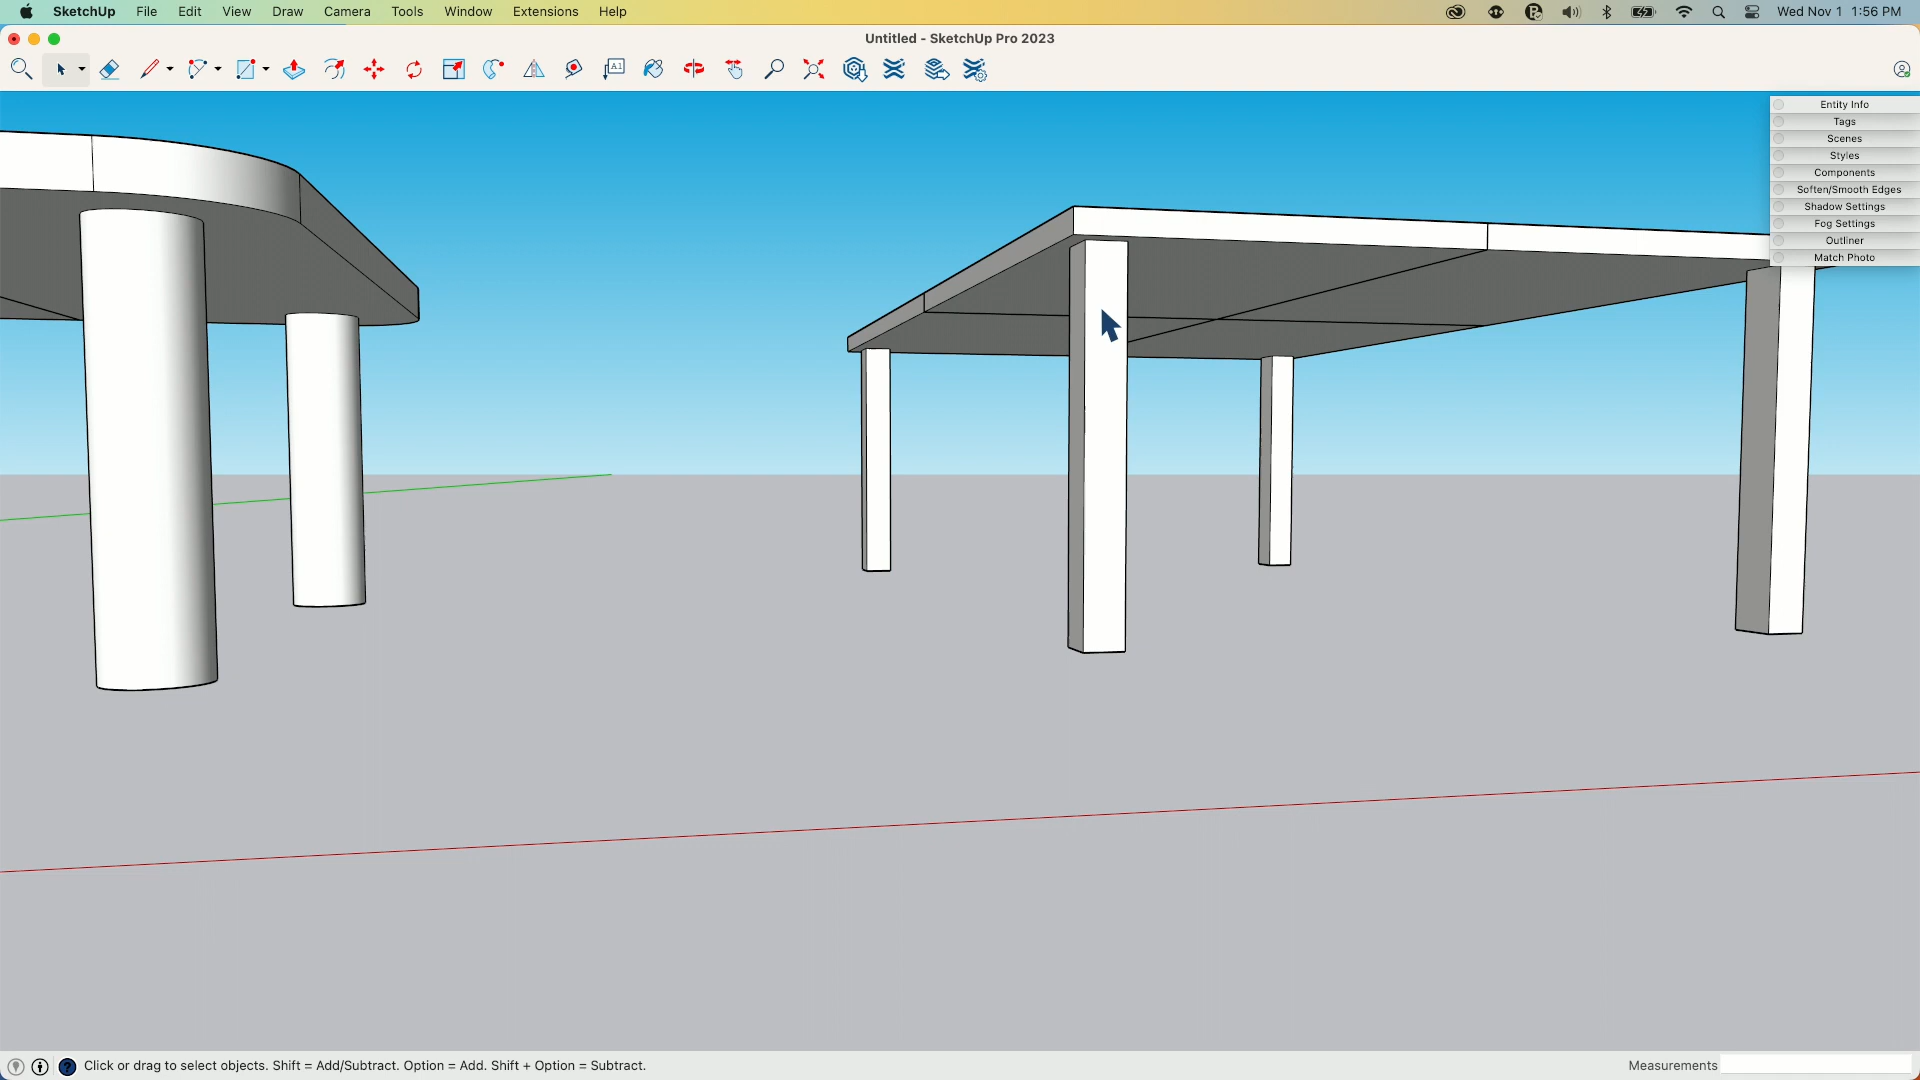 SketchUp File Edit View Draw Camera Tools Window Extensions Help Wed Nov 1 1:56 PM
Untitled - SketchUp Pro 2023
A1
Entity Info
Tags
Scenes
Styles
Components
Soften/Smooth Edges
Shadow Settings
Fog Settings
Outliner
Match Photo
? Click or drag to select objects. Shift = Add/Subtract. Option = Add. Shift + Option = Subtract. Measurements